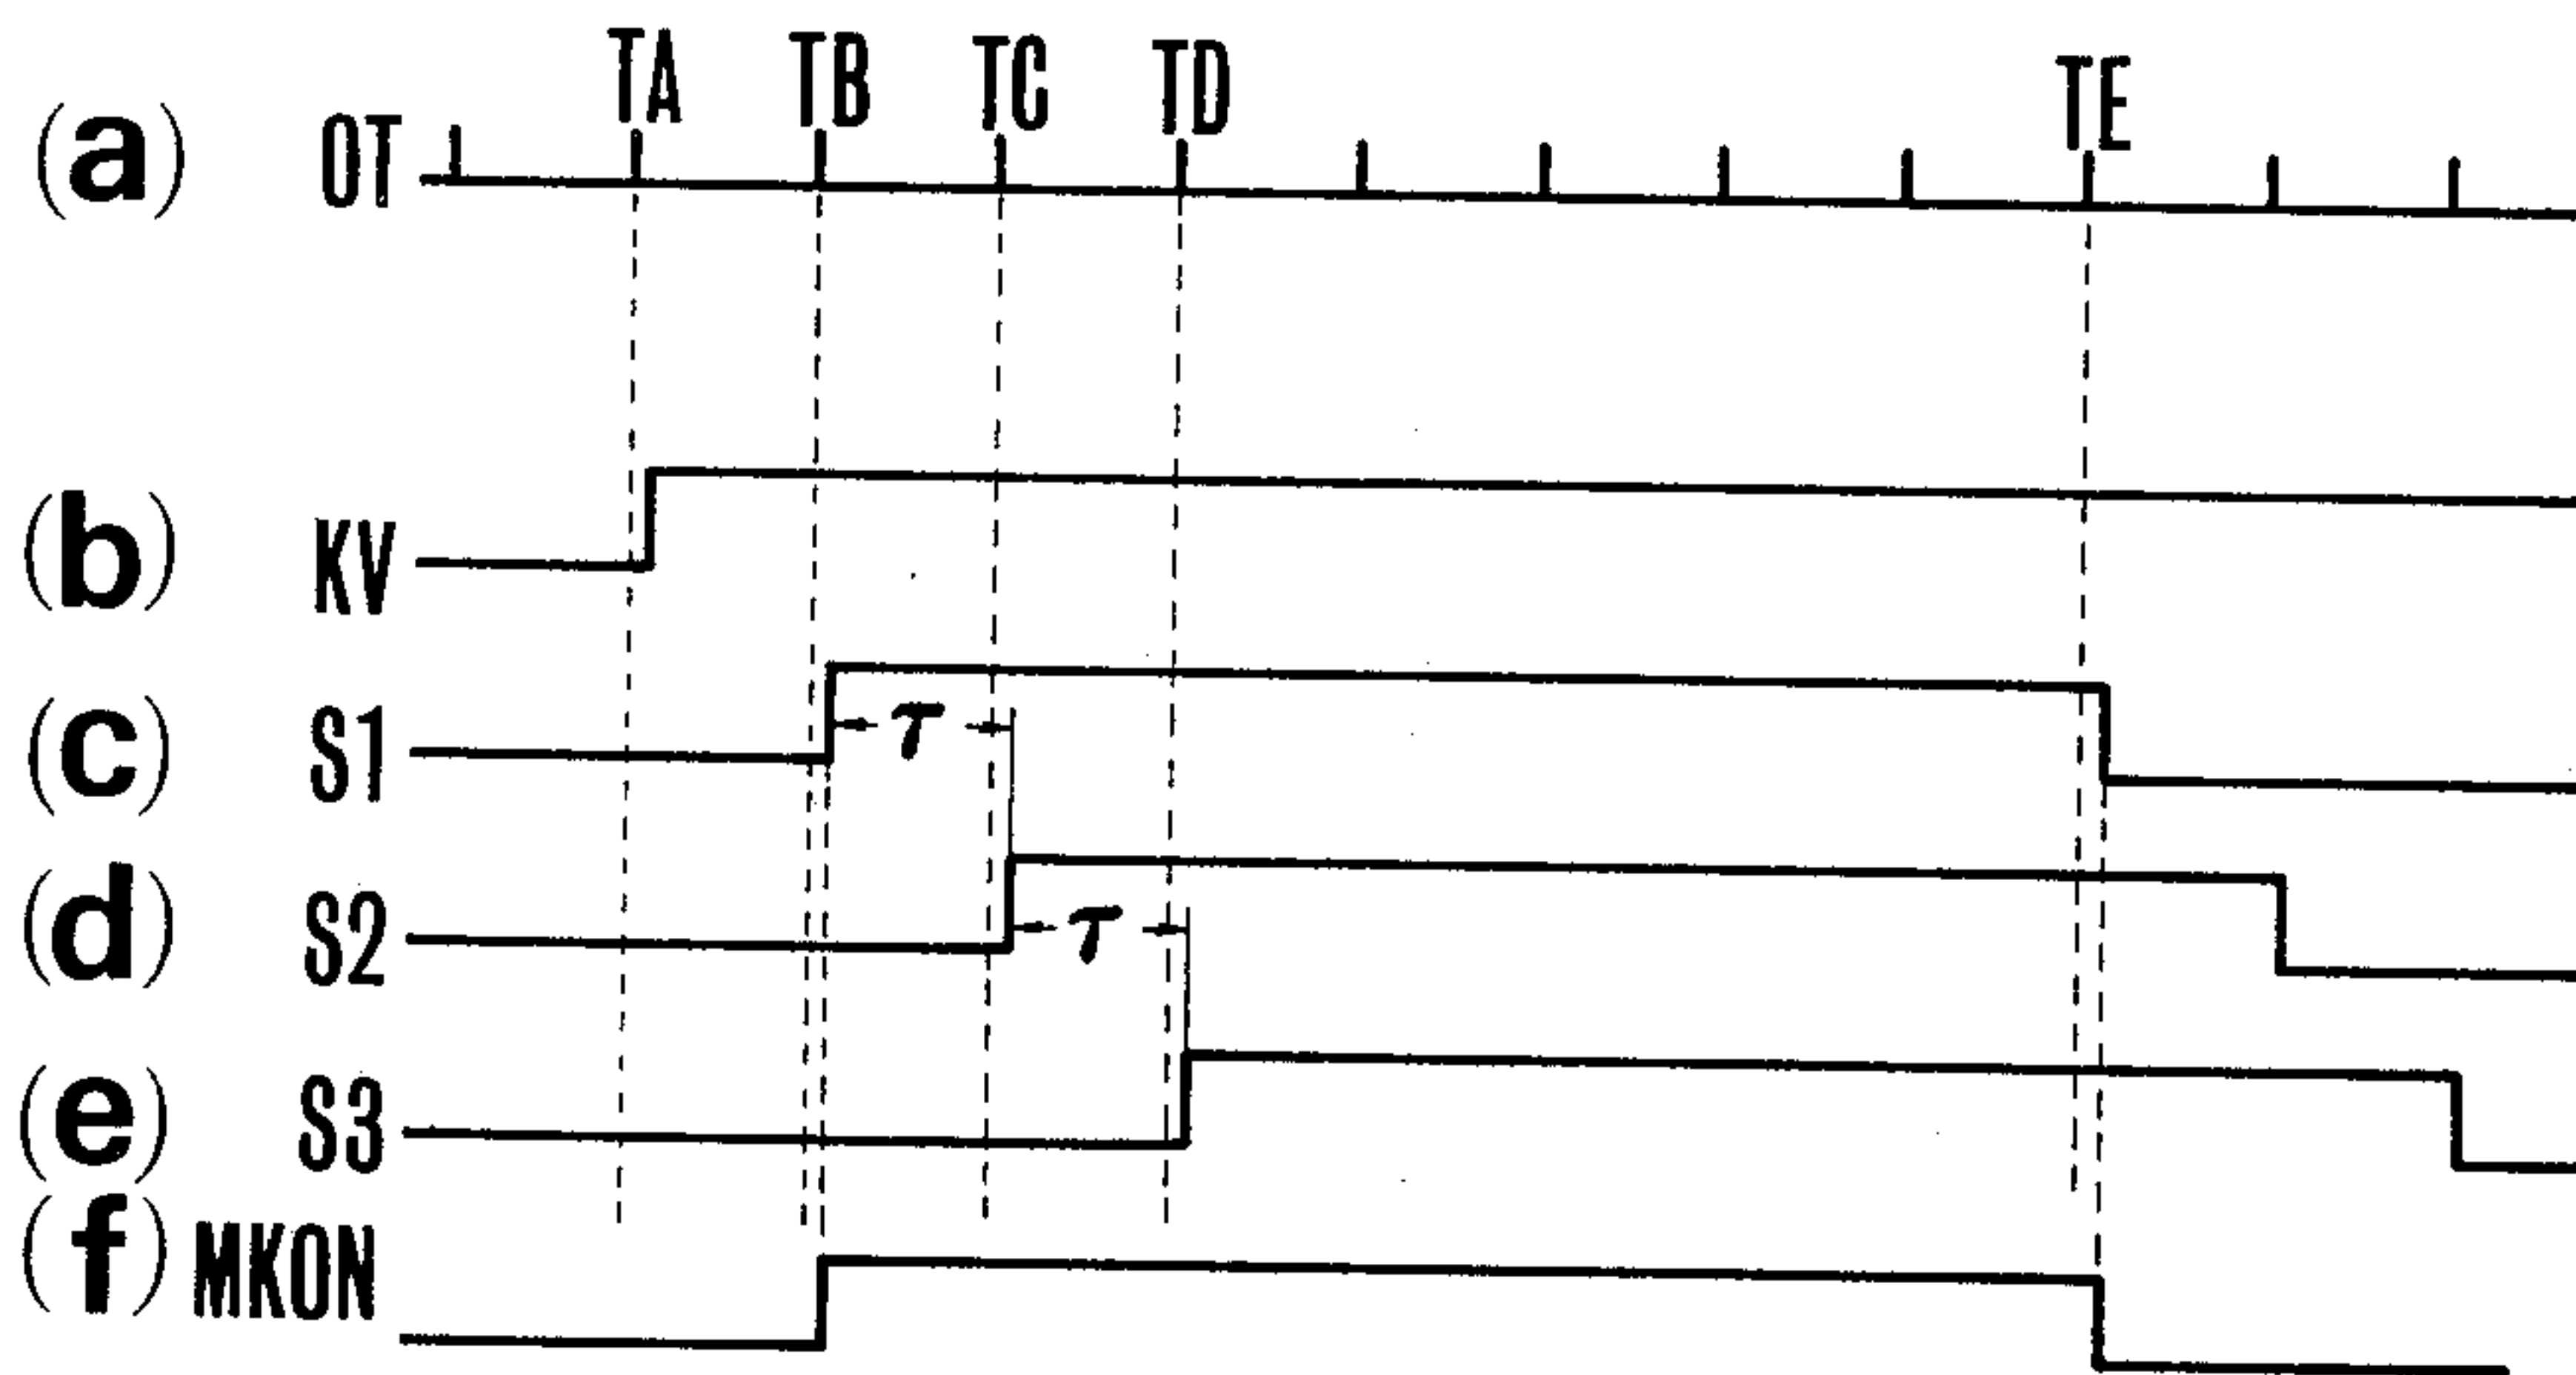 TA TB TC TD TE
(a) OT
(b) KV
(c) S1
τ
(d) S2
τ
(e) S3
(f) MKON